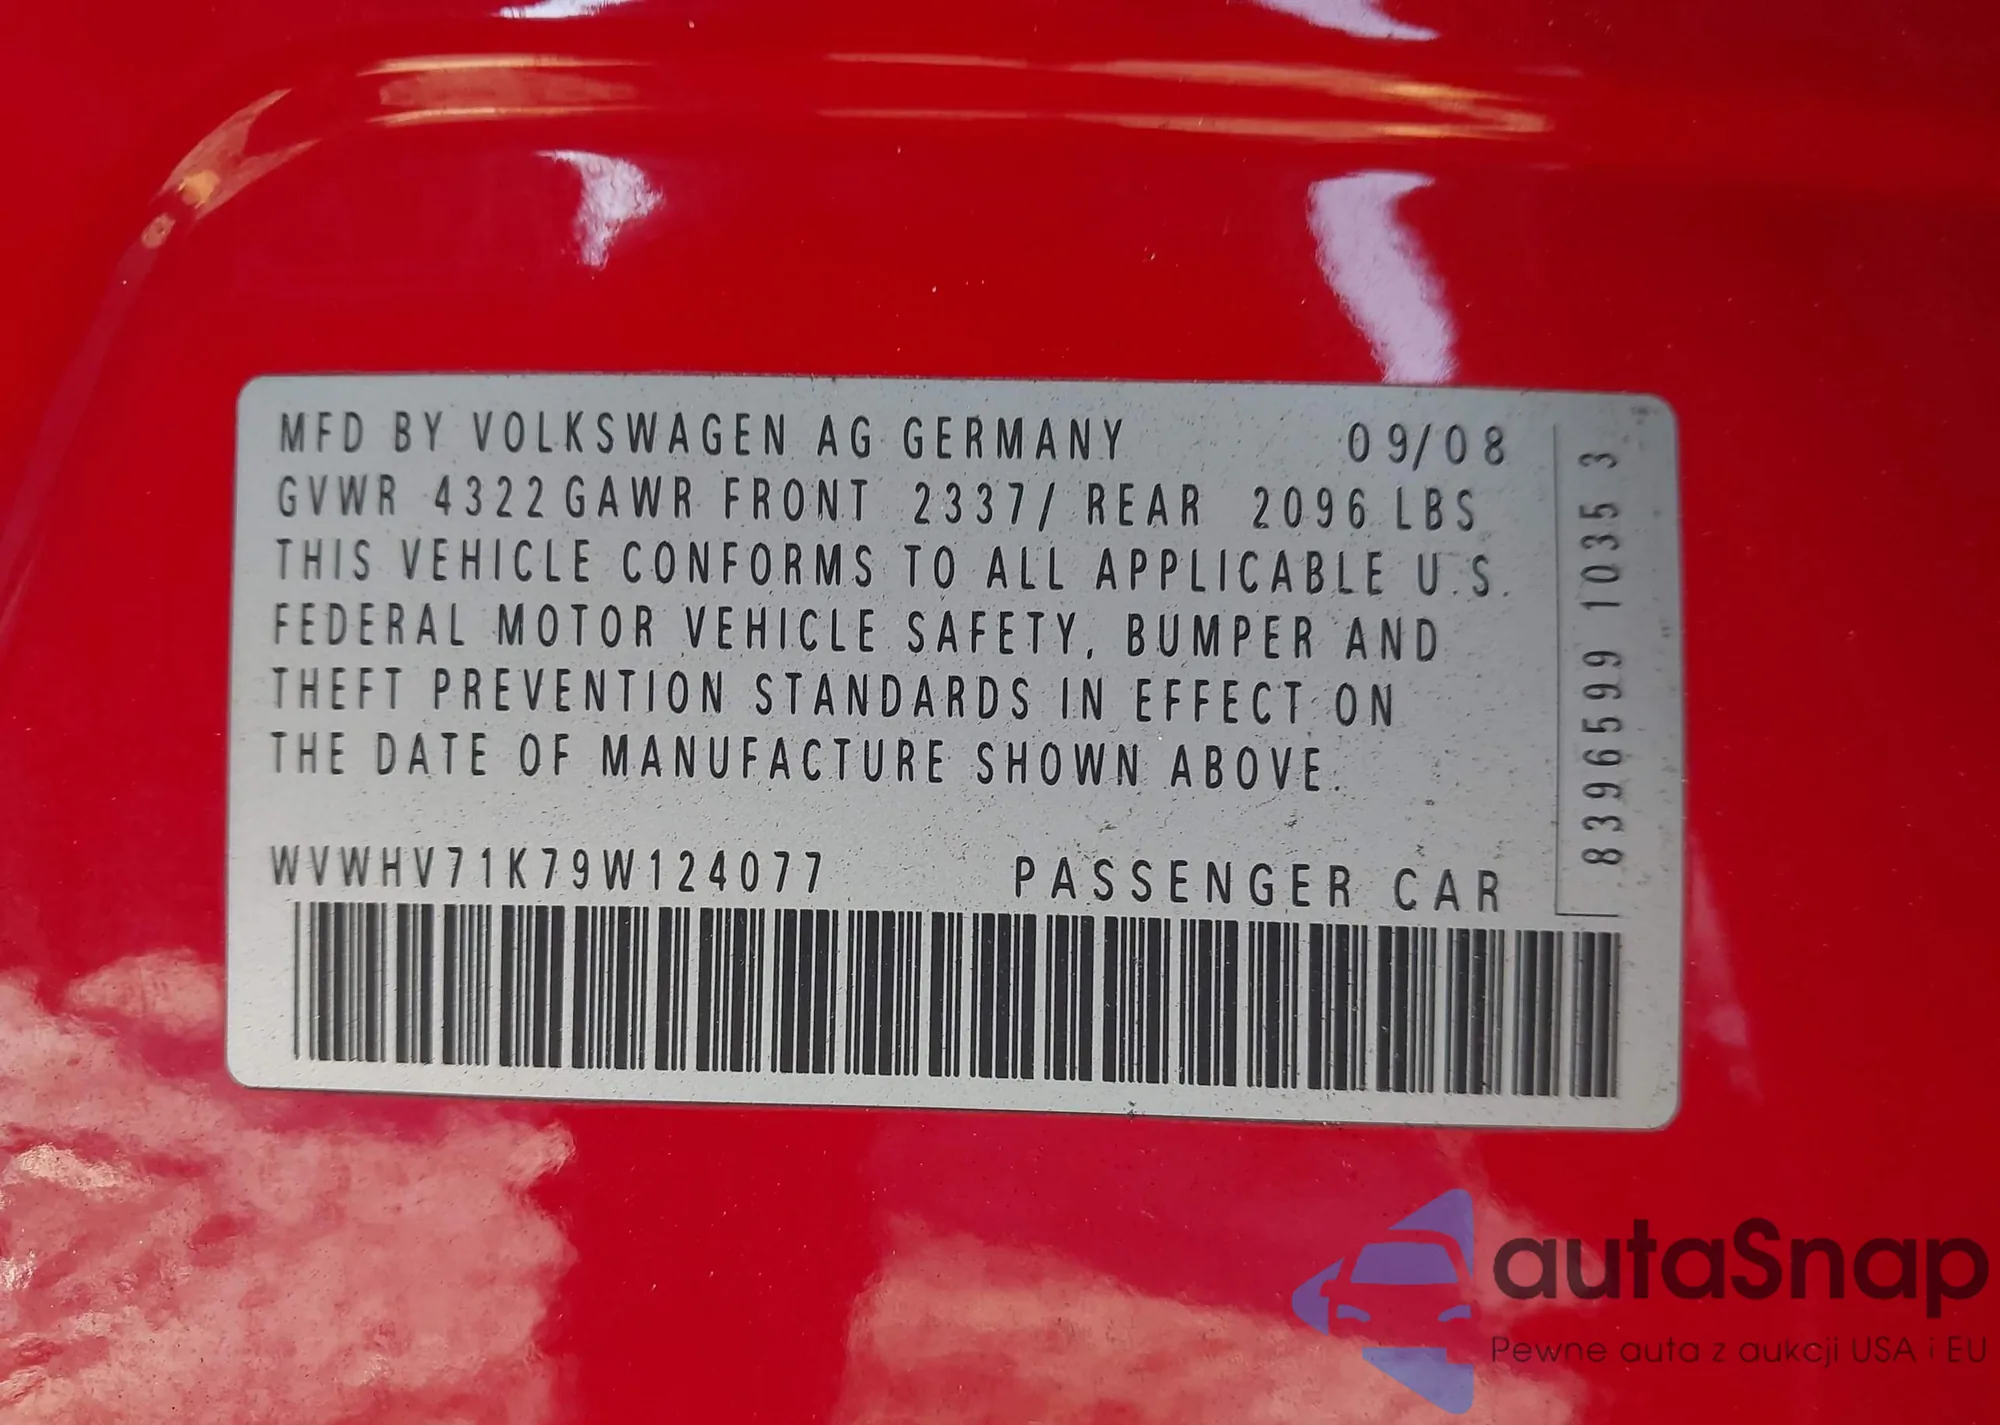 MFD BY VOLKSWAGEN AG GERMANY 09/08
GVWR 4322 GAWR FRONT 2337/ REAR 2096 LBS
THIS VEHICLE CONFORMS TO ALL APPLICABLE U.S.
FEDERAL MOTOR VEHICLE SAFETY, BUMPER AND
THEFT PREVENTION STANDARDS IN EFFECT ON
THE DATE OF MANUFACTURE SHOWN ABOVE.
WVWHV71K79W124077 PASSENGER CAR
8396599 1035 3
autaSnap
Pewne auta z aukcji USA i EU